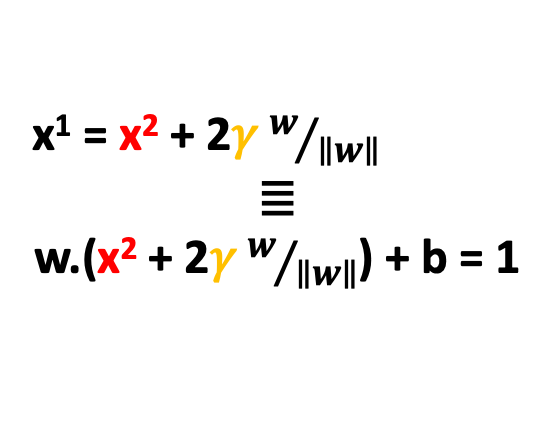 x¹ = x² + 2γ w/‖w‖
≣
w.(x² + 2γ w/‖w‖) + b = 1